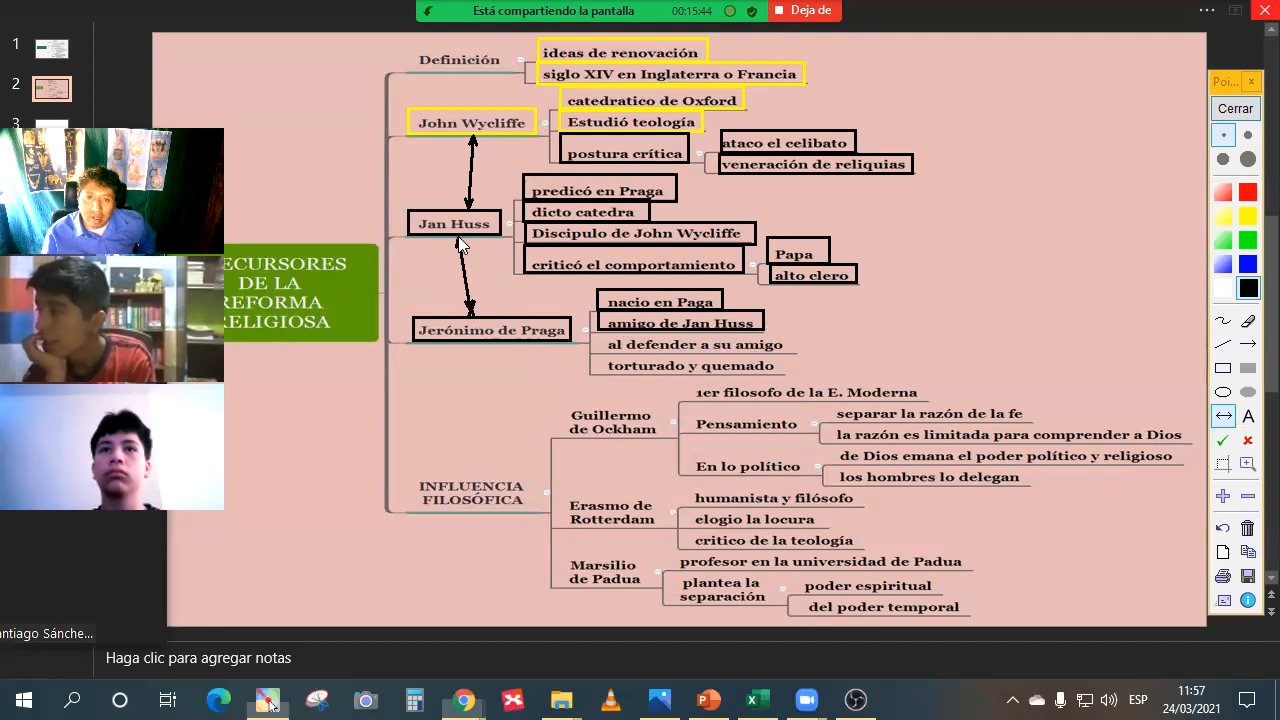 Está compartiendo la pantalla
00:15:44
Deja de
1
2
3
Definición
ideas de renovación
siglo XIV en Inglaterra o Francia
John Wycliffe
catedratico de Oxford
Estudió teología
postura crítica
ataco el celibato
veneración de reliquias
Jan Huss
predicó en Praga
dicto catedra
Discipulo de John Wycliffe
criticó el comportamiento
Papa
alto clero
ECURSORES
DE LA
REFORMA
RELIGIOSA
Jerónimo de Praga
nacio en Paga
amigo de Jan Huss
al defender a su amigo
torturado y quemado
INFLUENCIA
FILOSÓFICA
Guillermo
de Ockham
1er filosofo de la E. Moderna
Pensamiento
separar la razón de la fe
la razón es limitada para comprender a Dios
En lo político
de Dios emana el poder político y religioso
los hombres lo delegan
Erasmo de
Rotterdam
humanista y filósofo
elogio la locura
critico de la teología
Marsilio
de Padua
profesor en la universidad de Padua
plantea la
separación
poder espiritual
del poder temporal
Poi...
Cerrar
A
ntiago Sánche...
Haga clic para agregar notas
ESP
11:57
24/03/2021